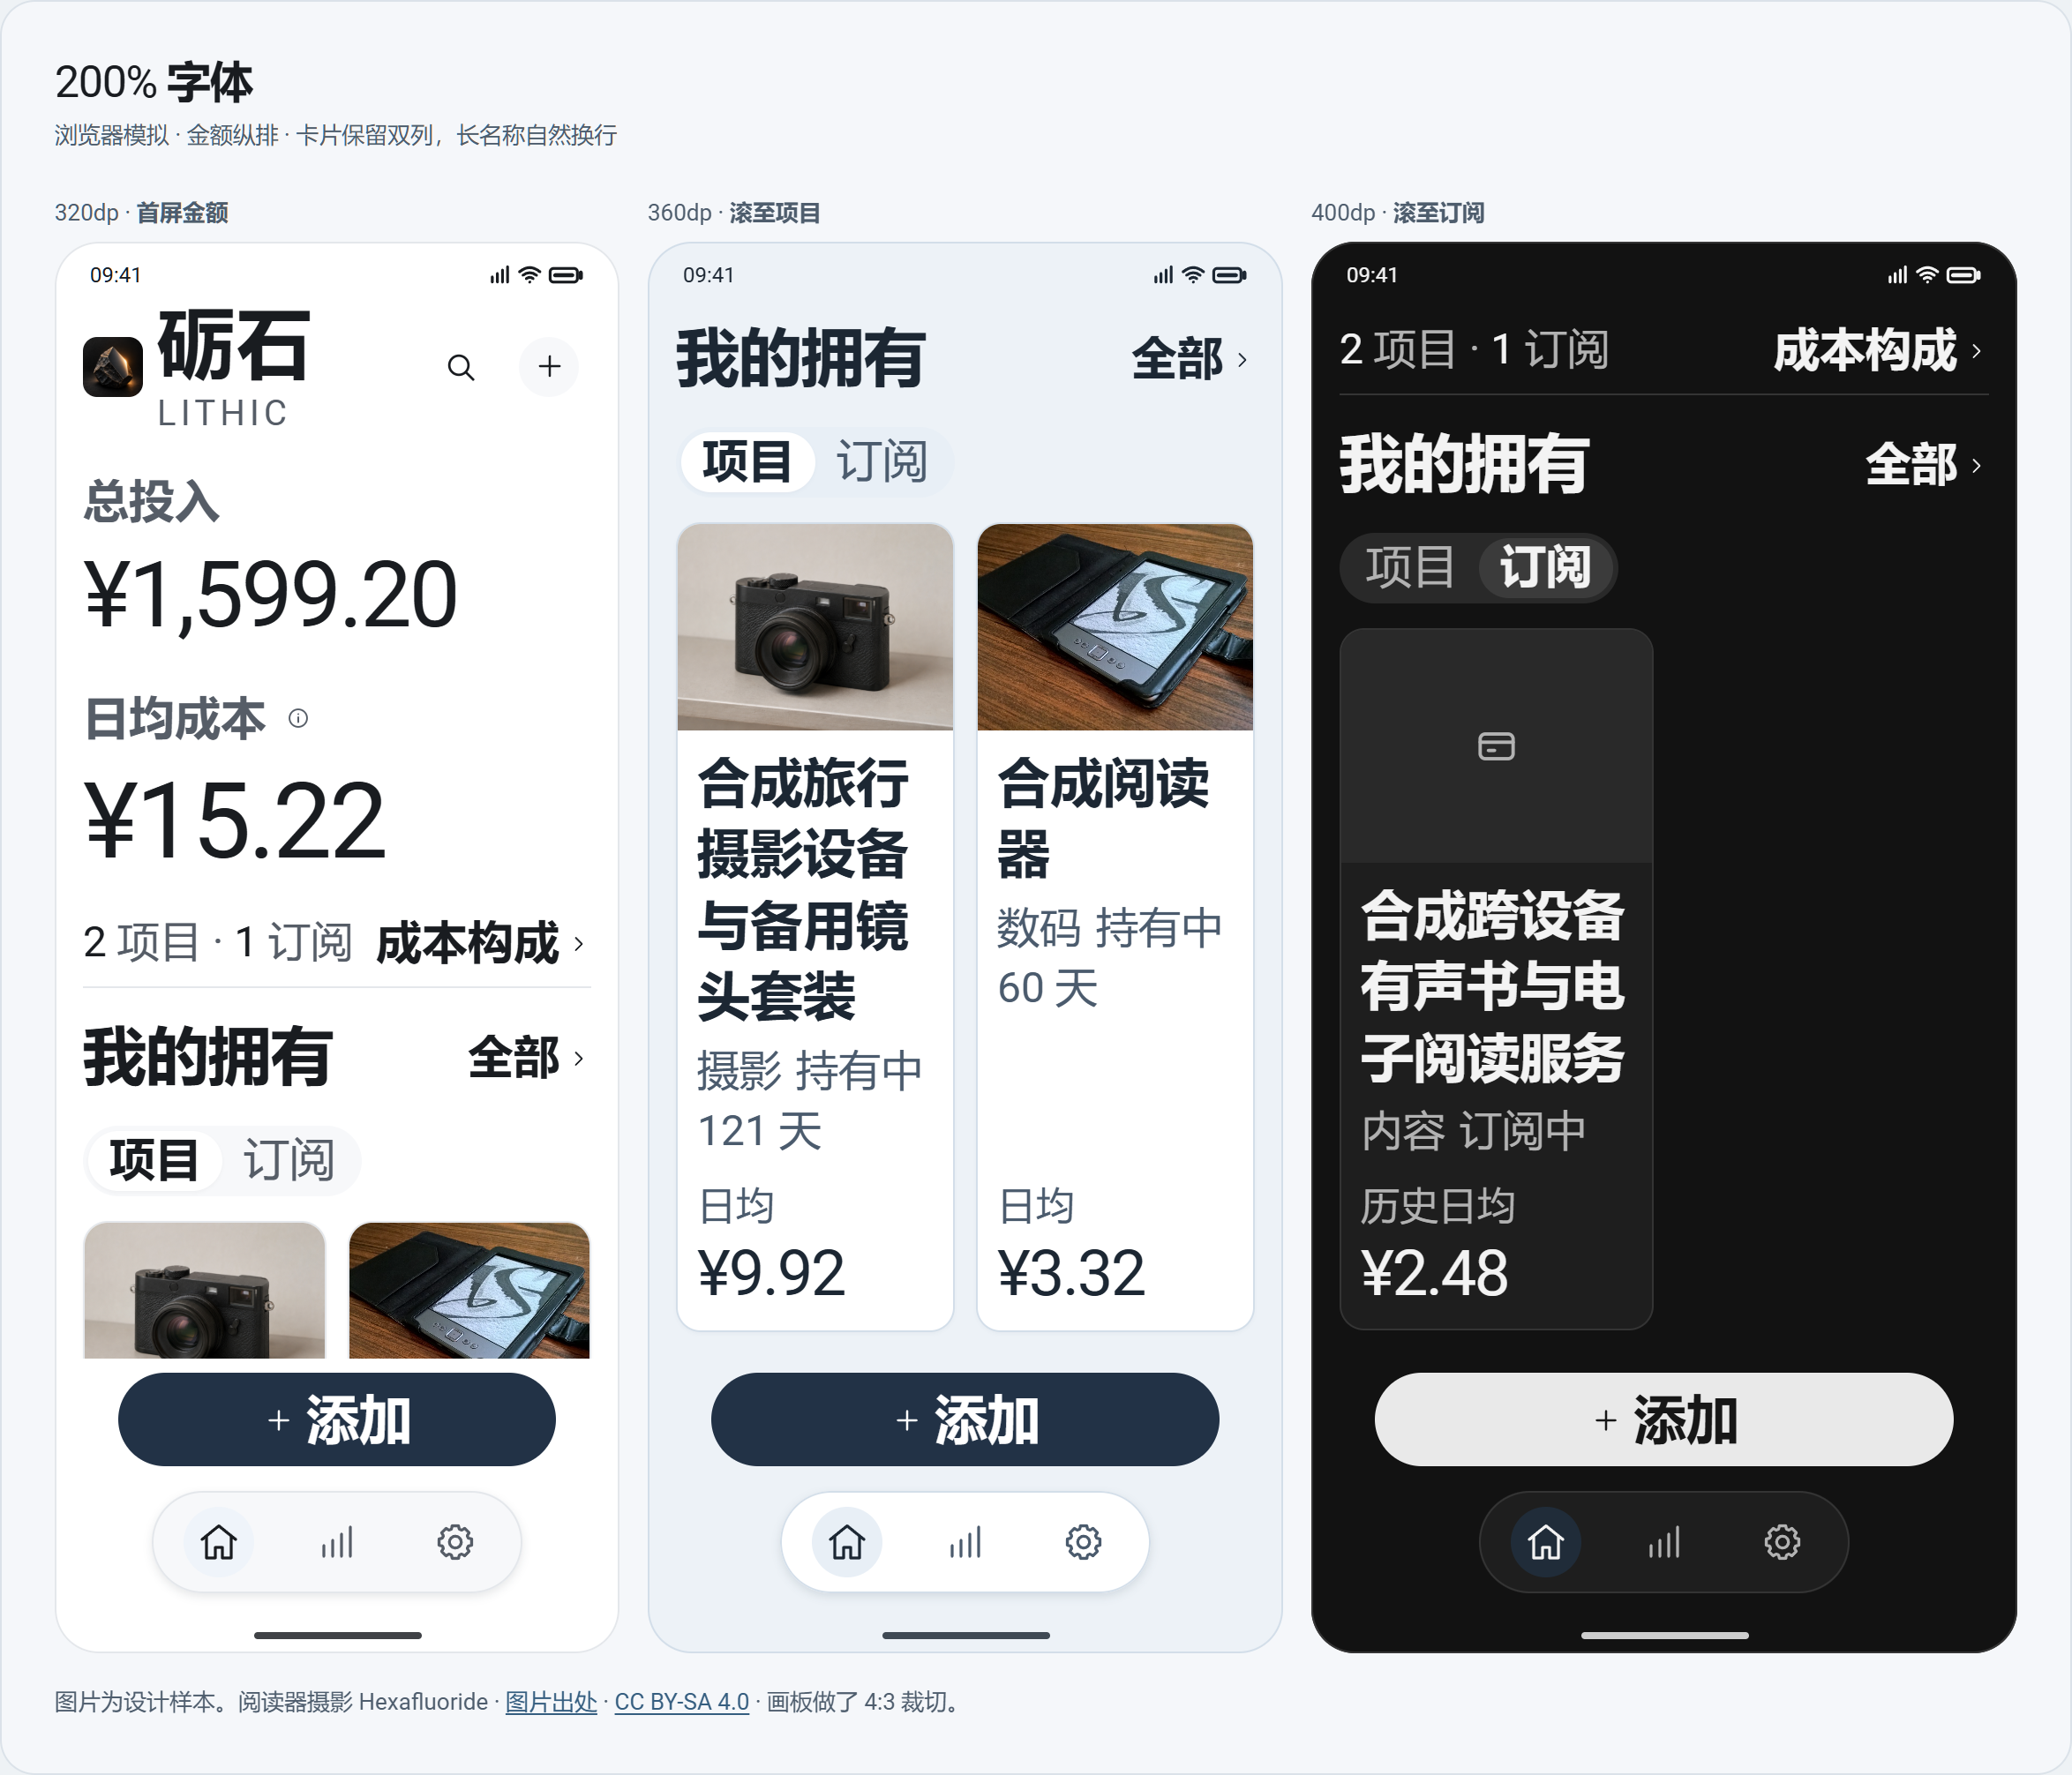 200% 字体
浏览器模拟 · 金额纵排 · 卡片保留双列，长名称自然换行
320dp · 首屏金额
09:41
砺石
LITHIC
总投入
¥1,599.20
日均成本
¥15.22
2 项目 · 1 订阅 成本构成
我的拥有 全部
项目 订阅
+ 添加
360dp · 滚至项目
09:41
我的拥有 全部
项目 订阅
合成旅行
摄影设备
与备用镜
头套装
摄影 持有中
121 天
日均
¥9.92
合成阅读
器
数码 持有中
60 天
日均
¥3.32
+ 添加
400dp · 滚至订阅
09:41
2 项目 · 1 订阅 成本构成
我的拥有 全部
项目 订阅
合成跨设备
有声书与电
子阅读服务
内容 订阅中
历史日均
¥2.48
+ 添加
图片为设计样本。阅读器摄影 Hexafluoride · 图片出处 · CC BY-SA 4.0 · 画板做了 4:3 裁切。